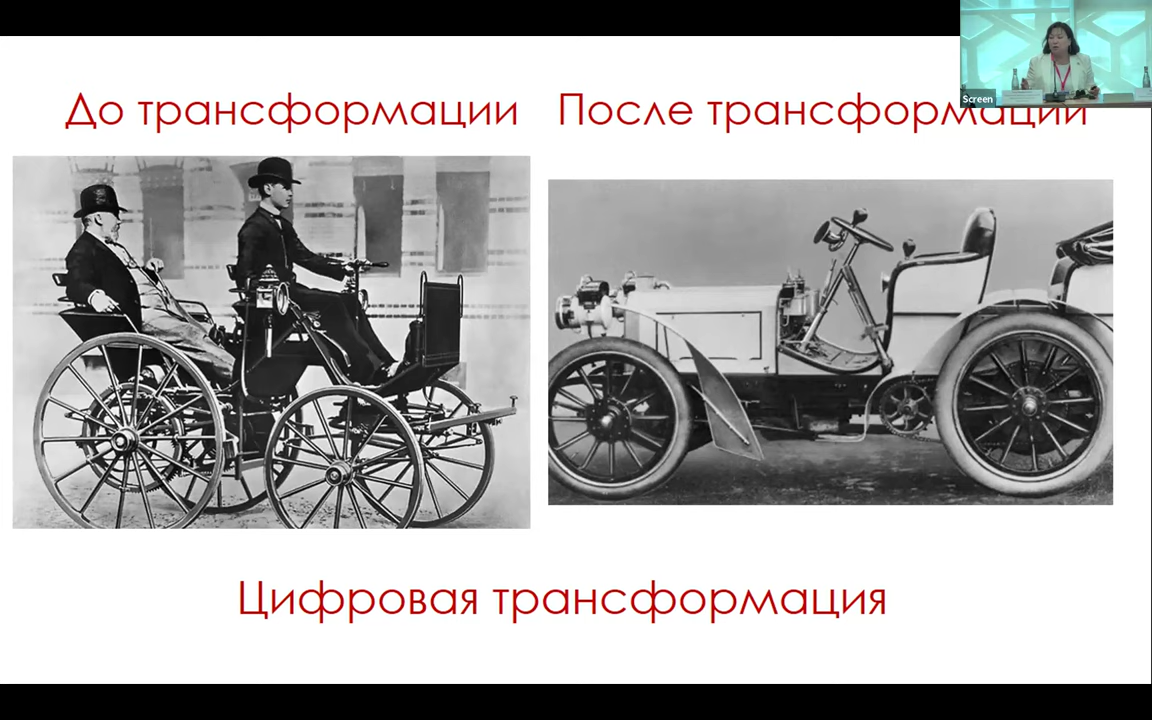 До трансформации
После трансформации
Screen
Цифровая трансформация